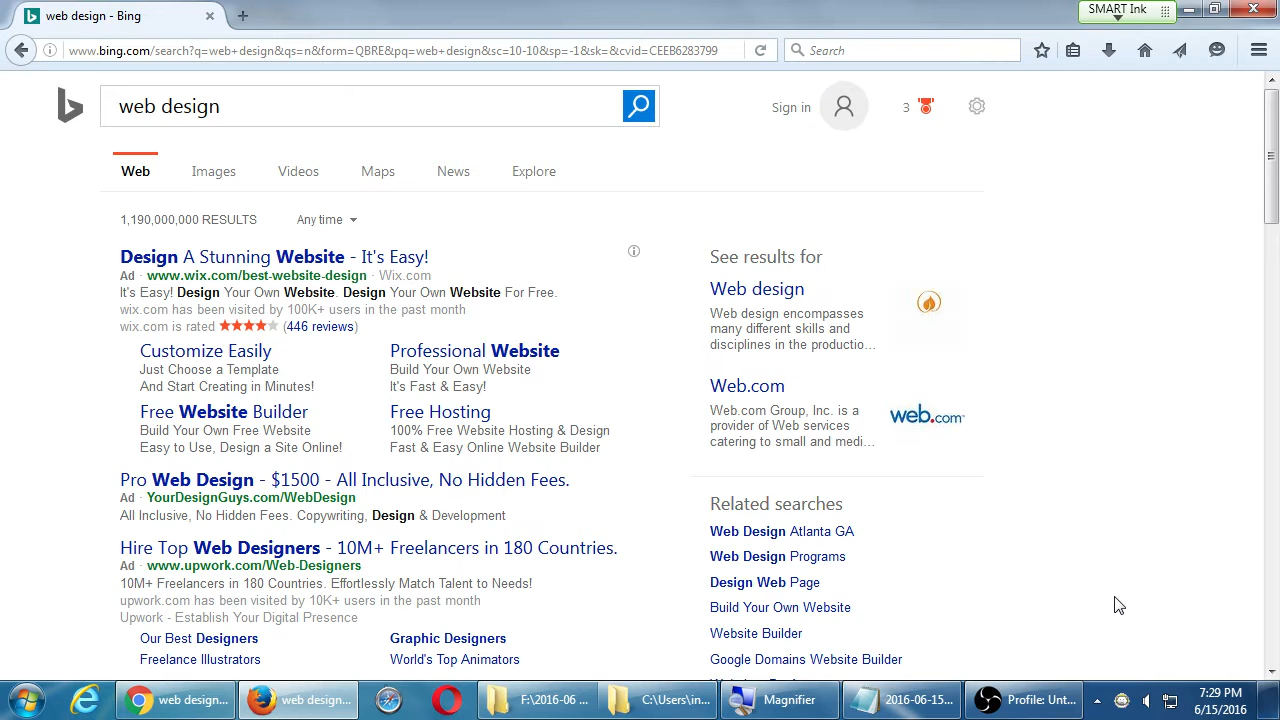 web design - Bing
SMART Ink
www.bing.com/search?q=web+design&qs=n&form=QBRE&pq=web+design&sc=10-10&sp=-1&sk=&cvid=CEEB6283799
Search
web design
Sign in
3
Web Images Videos Maps News Explore
1,190,000,000 RESULTS Any time
Design A Stunning Website - It's Easy!
Ad · www.wix.com/best-website-design · Wix.com
It's Easy! Design Your Own Website. Design Your Own Website For Free.
wix.com has been visited by 100K+ users in the past month
wix.com is rated (446 reviews)
Customize Easily
Just Choose a Template
And Start Creating in Minutes!
Professional Website
Build Your Own Website
It's Fast & Easy!
Free Website Builder
Build Your Own Free Website
Easy to Use, Design a Site Online!
Free Hosting
100% Free Website Hosting & Design
Fast & Easy Online Website Builder
Pro Web Design - $1500 - All Inclusive, No Hidden Fees.
Ad · YourDesignGuys.com/WebDesign
All Inclusive, No Hidden Fees. Copywriting, Design & Development
Hire Top Web Designers - 10M+ Freelancers in 180 Countries.
Ad · www.upwork.com/Web-Designers
10M+ Freelancers in 180 Countries. Effortlessly Match Talent to Needs!
upwork.com has been visited by 10K+ users in the past month
Upwork - Establish Your Digital Presence
Our Best Designers
Graphic Designers
Freelance Illustrators
World's Top Animators
See results for
Web design
Web design encompasses
many different skills and
disciplines in the productio...
Web.com
Web.com Group, Inc. is a
provider of Web services
catering to small and medi...
web.com
Related searches
Web Design Atlanta GA
Web Design Programs
Design Web Page
Build Your Own Website
Website Builder
Google Domains Website Builder
web design...
web design...
F:\2016-06 ...
C:\Users\in...
Magnifier
2016-06-15...
Profile: Unt...
7:29 PM
6/15/2016